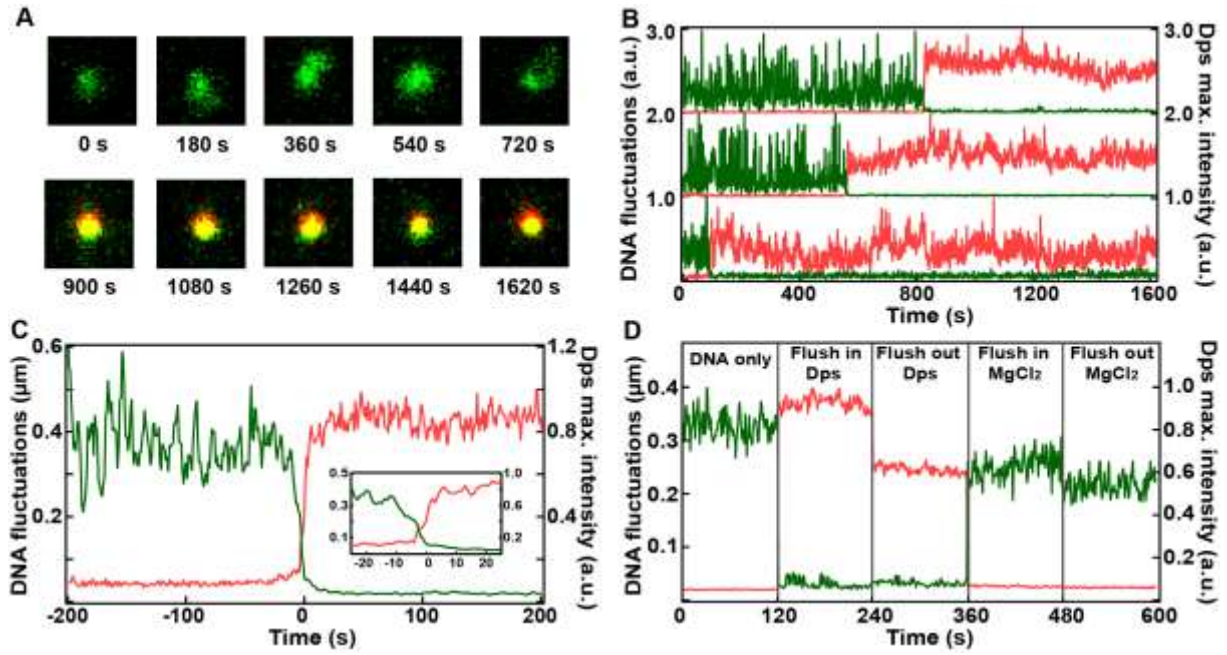 A
0 s 180 s 360 s 540 s 720 s
900 s 1080 s 1260 s 1440 s 1620 s
B
DNA fluctuations (a.u.)
3.0
2.0
1.0
0
0 400 800 1200 1600
Time (s)
3.0
2.0
1.0
0
Dps max. intensity (a.u.)
C
DNA fluctuations (µm)
0.6
0.4
0.2
-200 -100 0 100 200
Time (s)
1.2
0.8
0.4
Dps max. intensity (a.u.)
0.5
0.3
0.1
1.0
0.6
0.2
-20 -10 0 10 20
D
DNA only
Flush in
Dps
Flush out
Dps
Flush in
MgCl₂
Flush out
MgCl₂
DNA fluctuations (µm)
0.4
0.3
0.2
0.1
0 120 240 360 480 600
Time (s)
1.0
0.8
0.6
0.4
0.2
Dps max. intensity (a.u.)